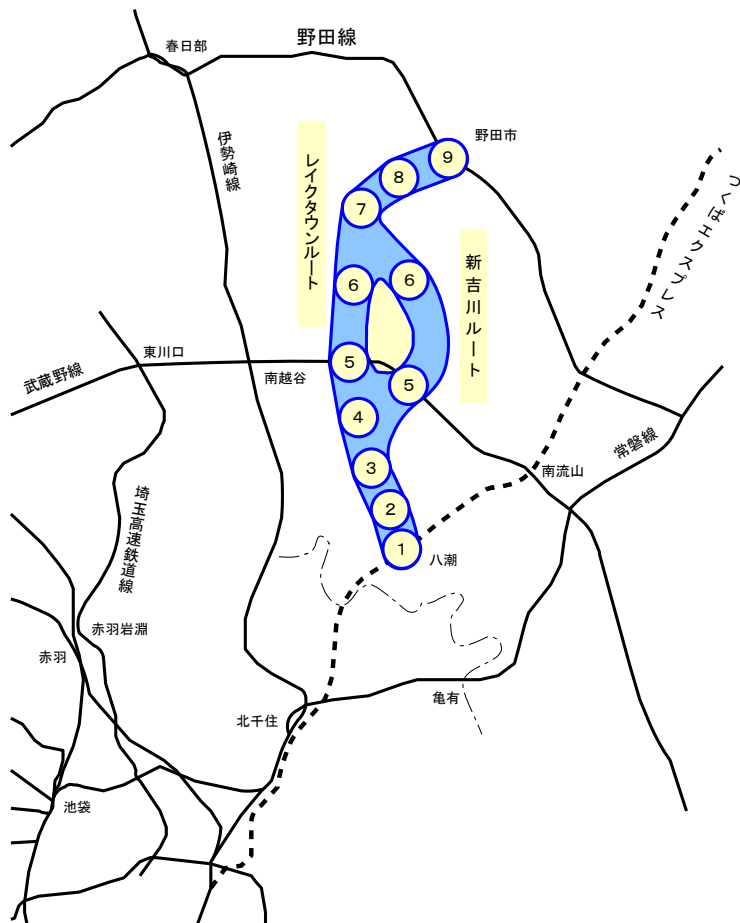 野田線
春日部
野田市
伊勢崎線
レイクタウンルート
つくばエクスプレス
9
8
7
新吉川ルート
6
6
東川口
武蔵野線
南越谷
5
5
4
常磐線
3
南流山
埼玉高速鉄道線
2
1
八潮
赤羽岩淵
赤羽
亀有
北千住
池袋